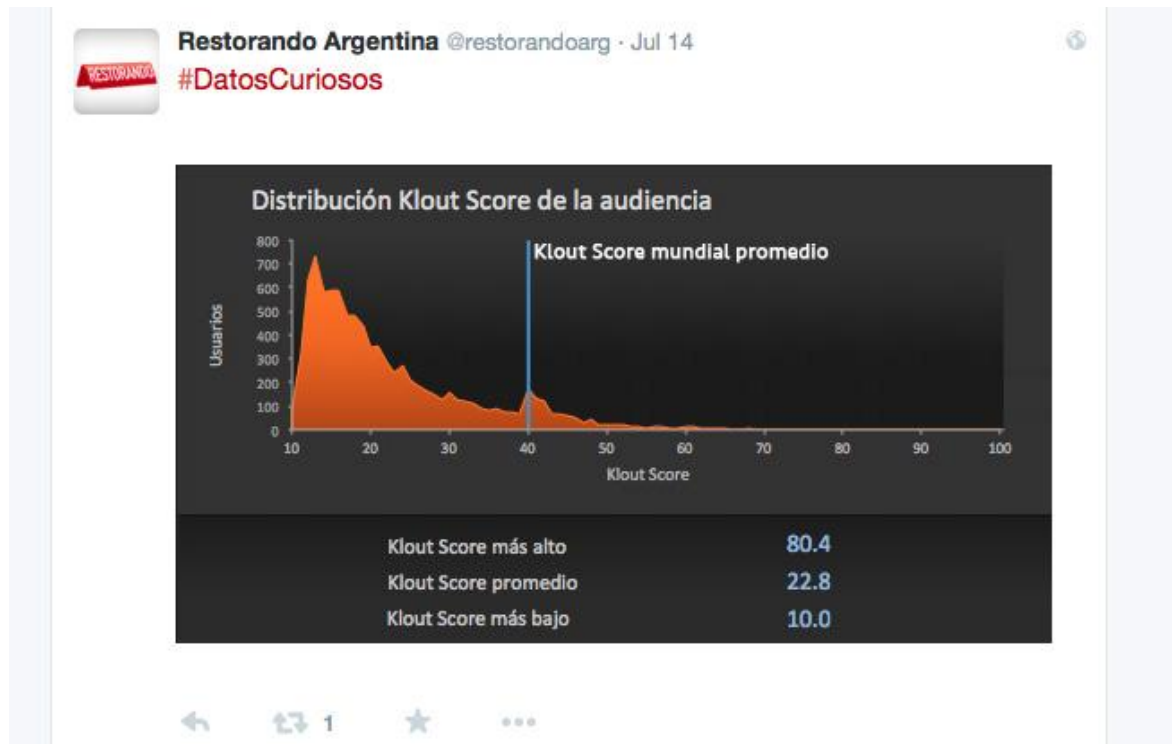 Restorando Argentina @restorandoarg · Jul 14
RESTORANDO
#DatosCuriosos
Distribución Klout Score de la audiencia
Klout Score mundial promedio
Usuarios
800
700
600
500
400
300
200
100
0
10 20 30 40 50 60 70 80 90 100
Klout Score
Klout Score más alto 80.4
Klout Score promedio 22.8
Klout Score más bajo 10.0
1